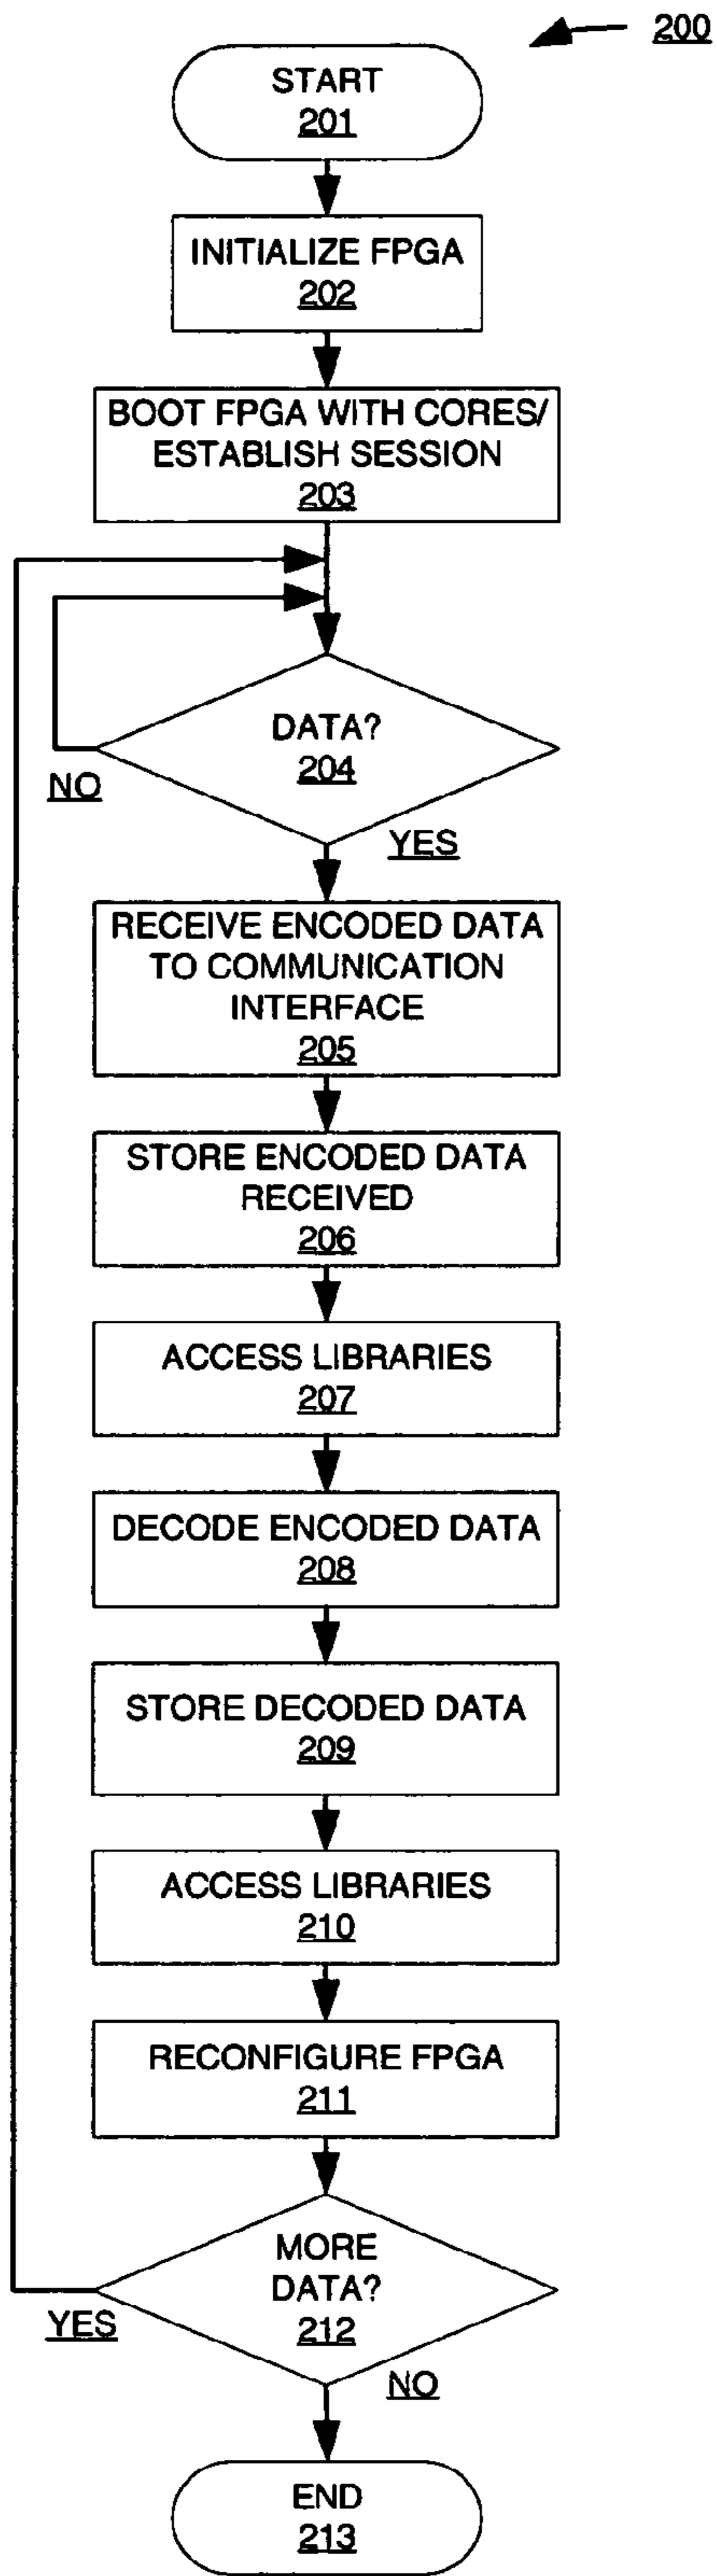 200
START
201
INITIALIZE FPGA
202
BOOT FPGA WITH CORES/
ESTABLISH SESSION
203
DATA?
204
NO
YES
RECEIVE ENCODED DATA
TO COMMUNICATION
INTERFACE
205
STORE ENCODED DATA
RECEIVED
206
ACCESS LIBRARIES
207
DECODE ENCODED DATA
208
STORE DECODED DATA
209
ACCESS LIBRARIES
210
RECONFIGURE FPGA
211
MORE
DATA?
212
YES
NO
END
213